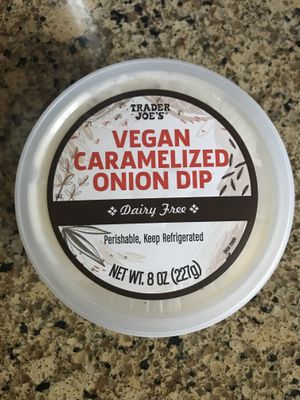 TRADER
JOE'S
VEGAN
CARAMELIZED
ONION DIP
Dairy Free
Perishable, Keep Refrigerated
NET WT. 8 OZ (227g)